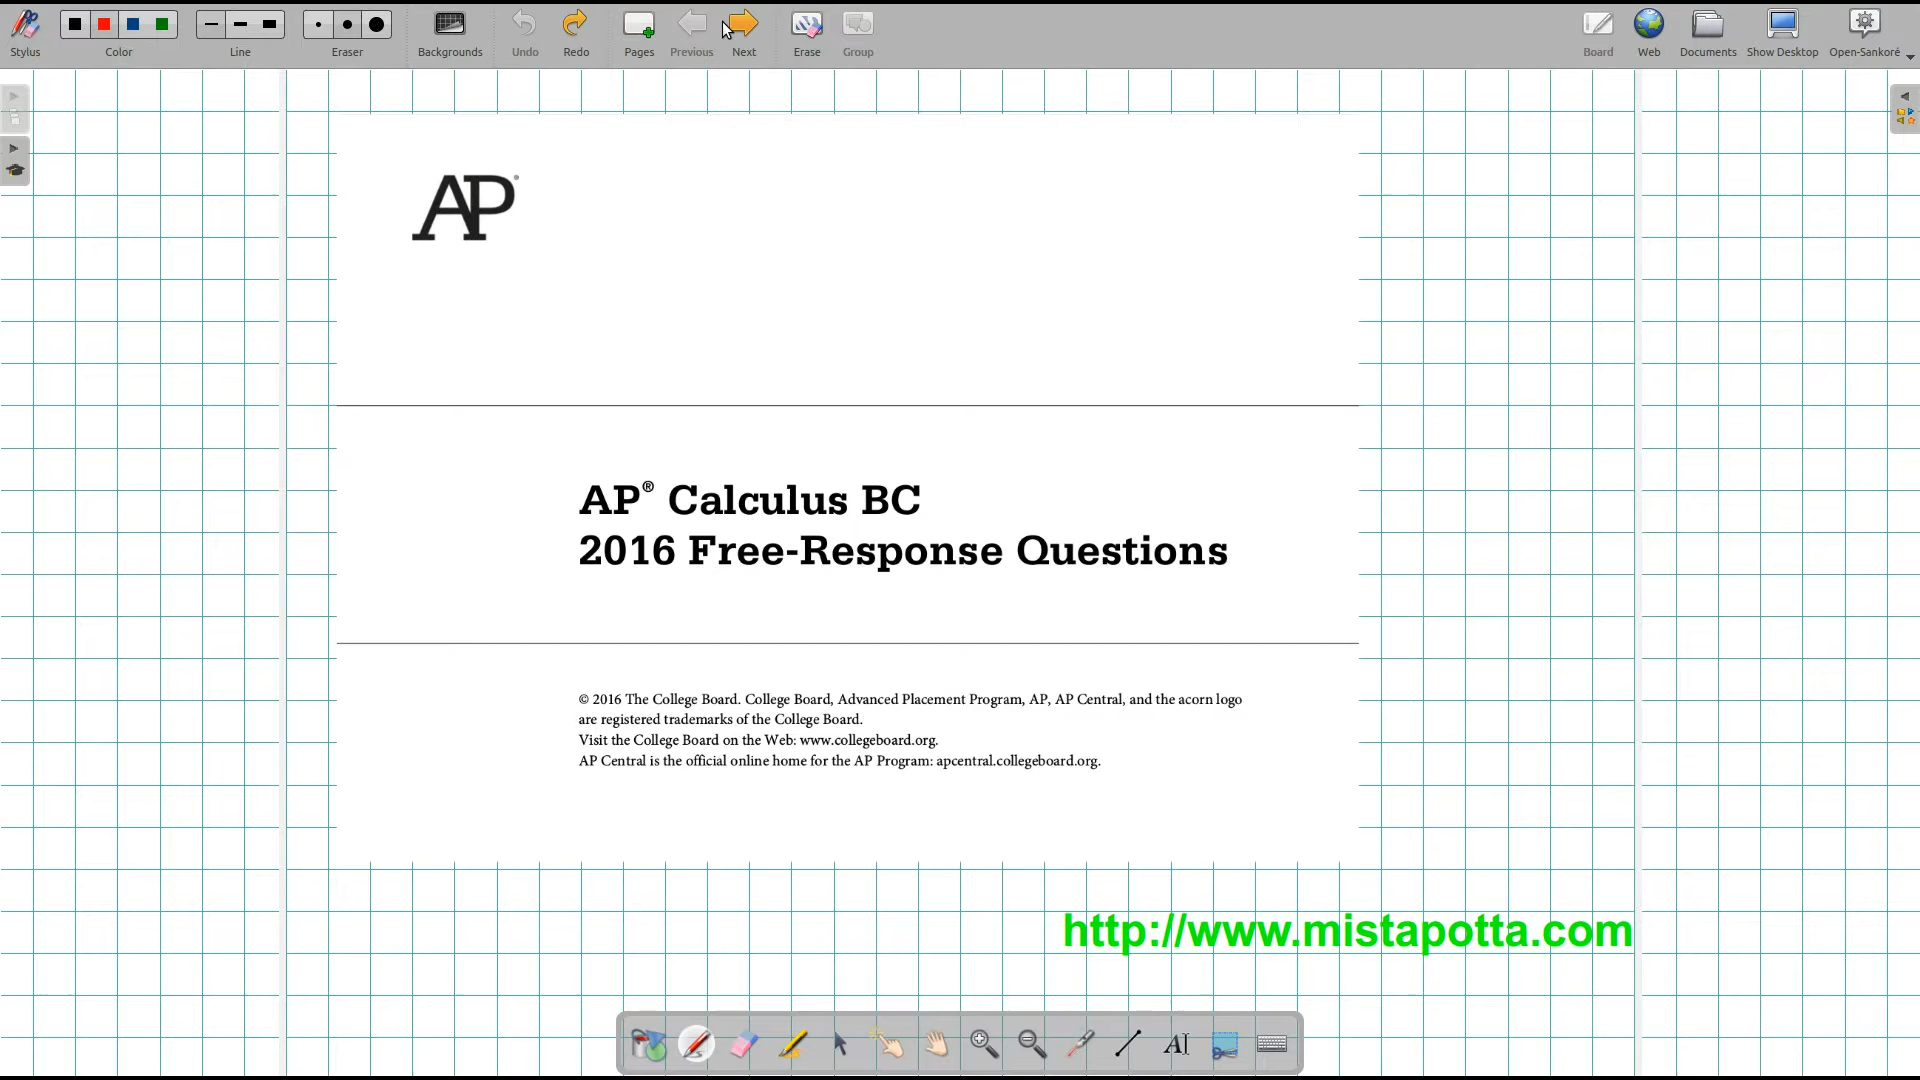 Stylus
Color
Line
Eraser
Backgrounds
Undo
Redo
Pages
Previous
Next
Erase
Group
Board
Web
Documents
Show Desktop
Open-Sankoré
AP®
AP® Calculus BC
2016 Free-Response Questions
© 2016 The College Board. College Board, Advanced Placement Program, AP, AP Central, and the acorn logo
are registered trademarks of the College Board.
Visit the College Board on the Web: www.collegeboard.org.
AP Central is the official online home for the AP Program: apcentral.collegeboard.org.
http://www.mistapotta.com